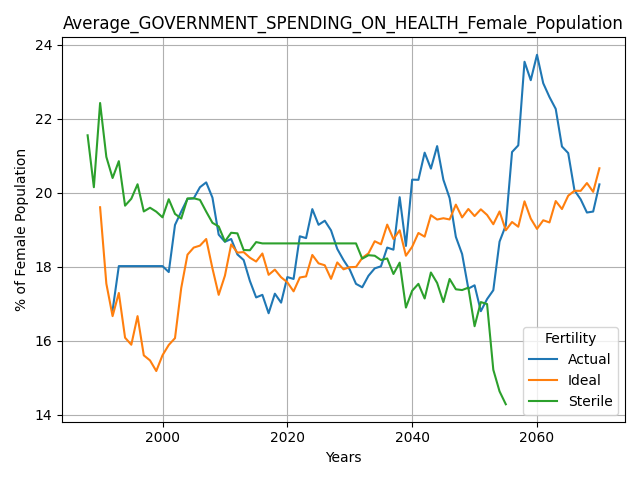 Average_GOVERNMENT_SPENDING_ON_HEALTH_Female_Population
% of Female Population
24
22
20
18
16
14
2000
2020
2040
2060
Years
Fertility
Actual
Ideal
Sterile